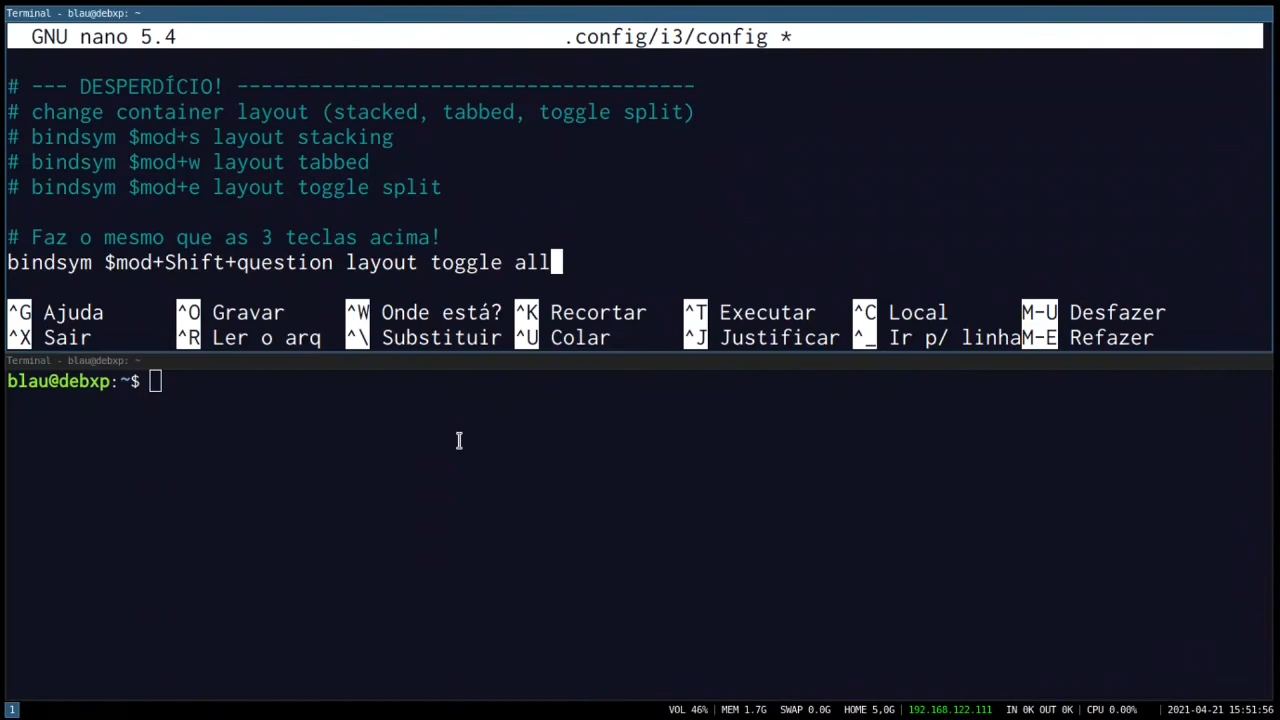 Terminal - blau@debxp: ~
GNU nano 5.4 .config/i3/config *
# --- DESPERDÍCIO! --------------------------------------
# change container layout (stacked, tabbed, toggle split)
# bindsym $mod+s layout stacking
# bindsym $mod+w layout tabbed
# bindsym $mod+e layout toggle split
# Faz o mesmo que as 3 teclas acima!
bindsym $mod+Shift+question layout toggle all
^G Ajuda ^O Gravar ^W Onde está? ^K Recortar ^T Executar ^C Local M-U Desfazer
^X Sair ^R Ler o arq ^\ Substituir ^U Colar ^J Justificar ^_ Ir p/ linha M-E Refazer
Terminal - blau@debxp: ~
blau@debxp:~$
1 VOL 46% | MEM 1.7G SWAP 0.0G HOME 5,0G | 192.168.122.111 IN 0K OUT 0K | CPU 0.00% | 2021-04-21 15:51:56